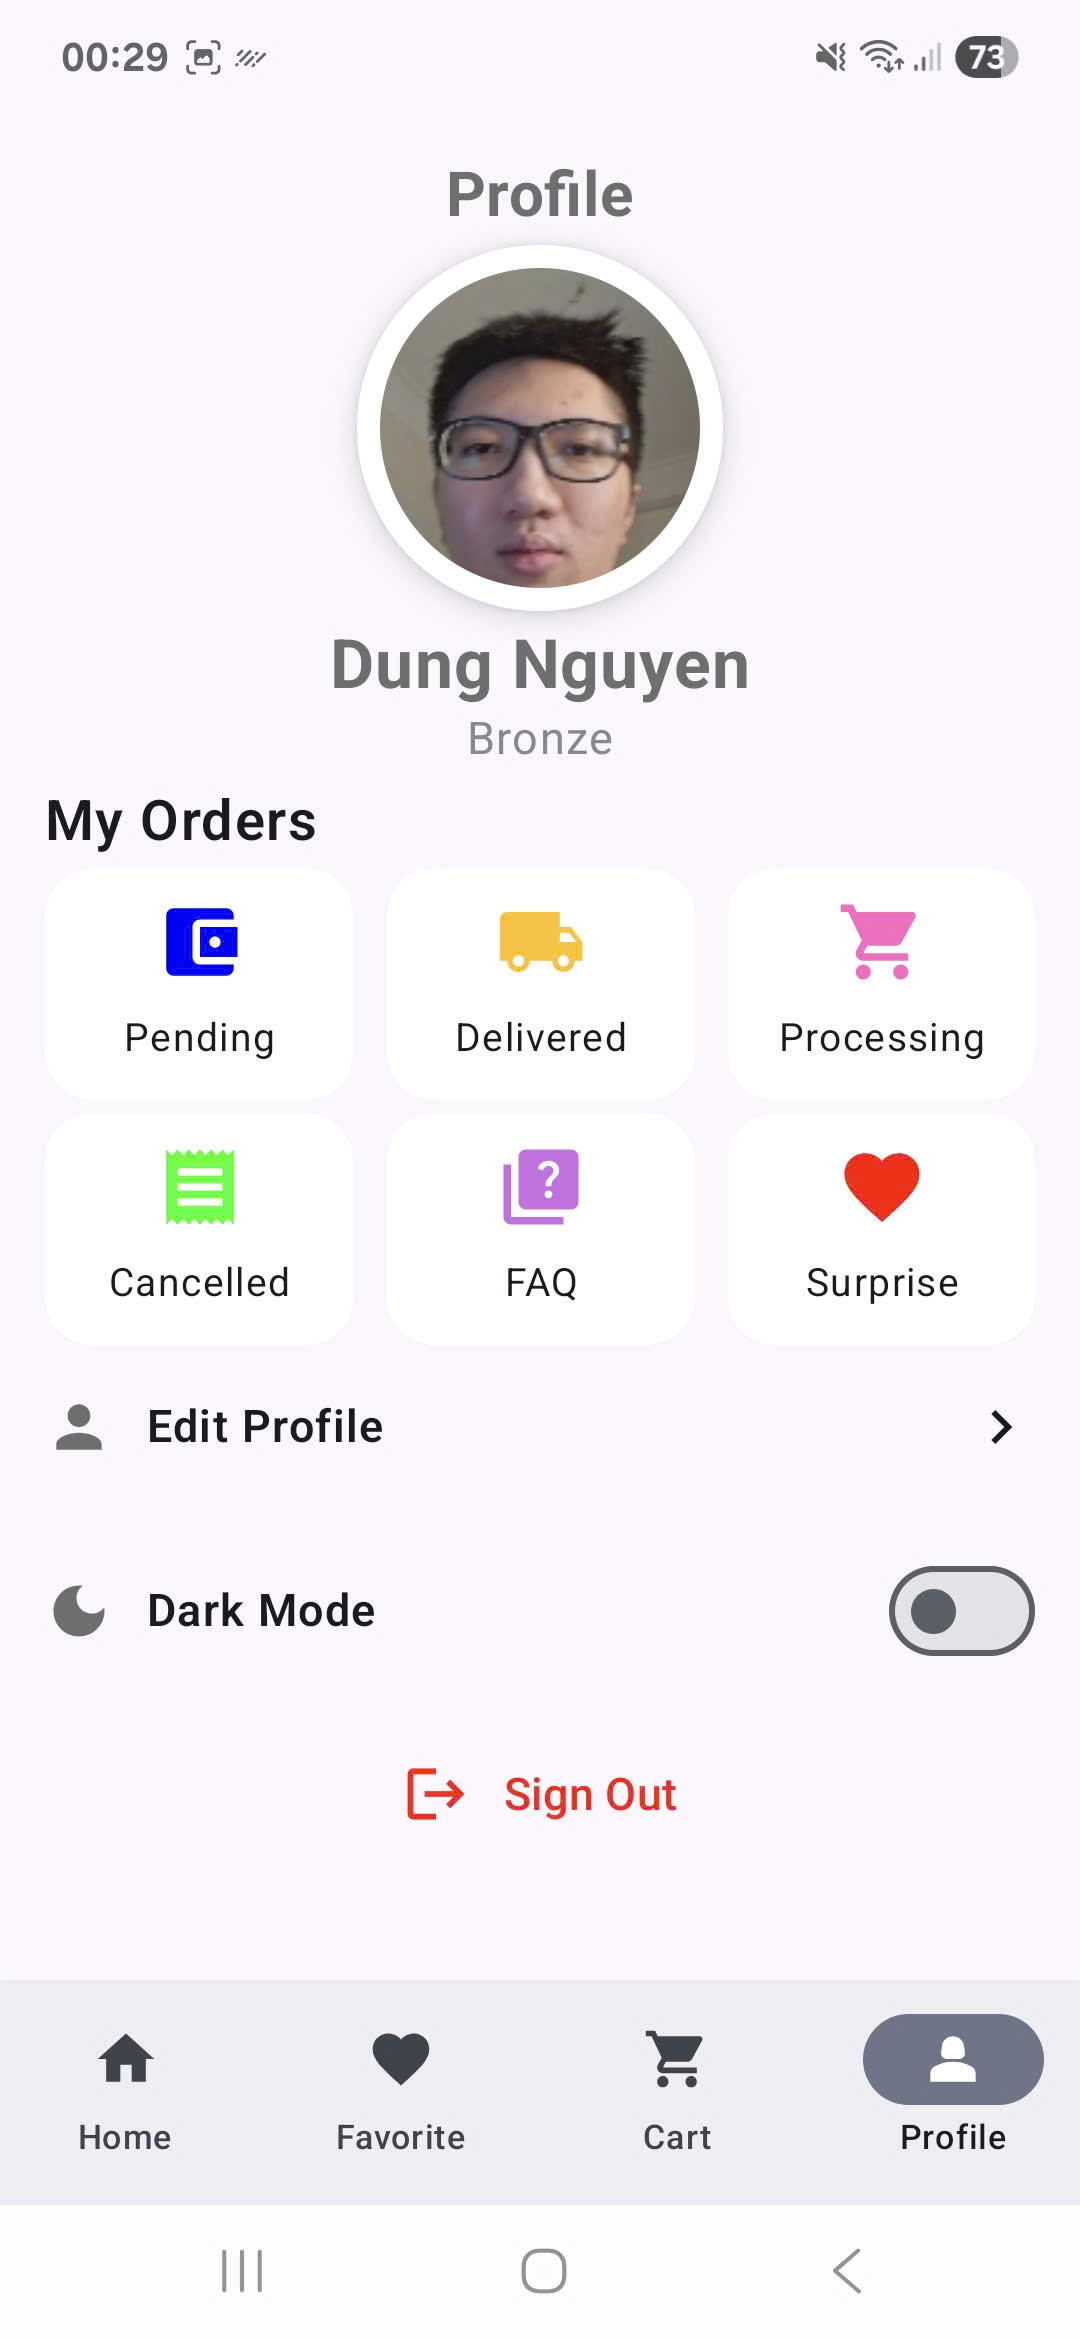 00:29 73
Profile
Dung Nguyen
Bronze
My Orders
Pending Delivered Processing
Cancelled FAQ Surprise
Edit Profile
Dark Mode
Sign Out
Home Favorite Cart Profile